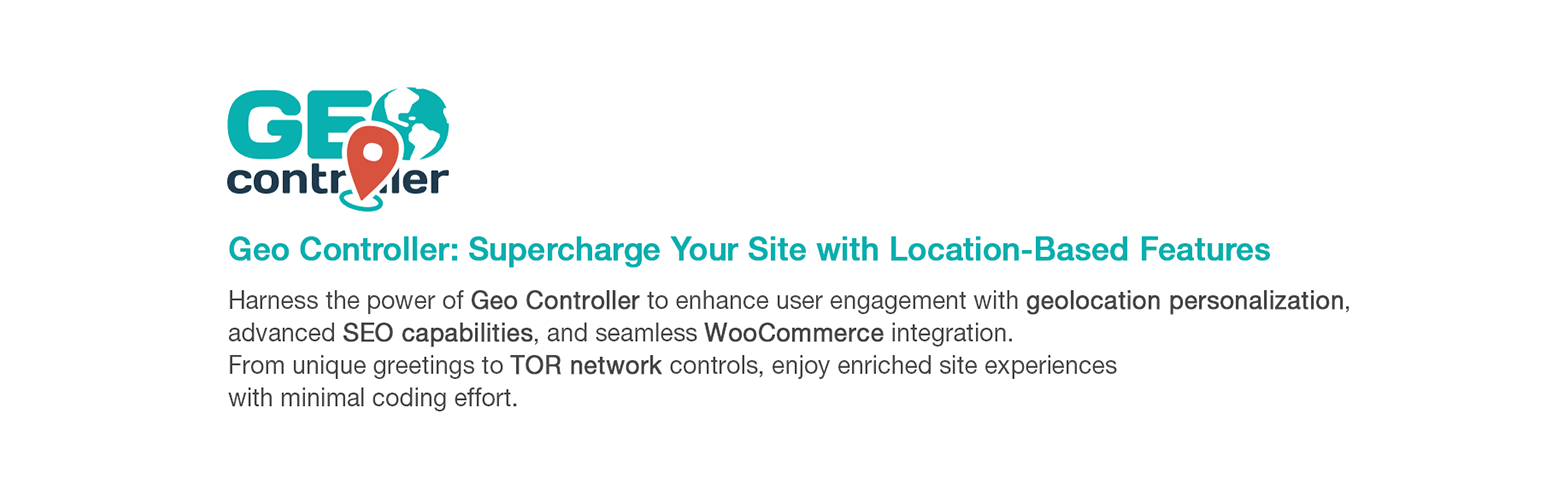 GEO
controller
Geo Controller: Supercharge Your Site with Location-Based Features
Harness the power of Geo Controller to enhance user engagement with geolocation personalization,
advanced SEO capabilities, and seamless WooCommerce integration.
From unique greetings to TOR network controls, enjoy enriched site experiences
with minimal coding effort.